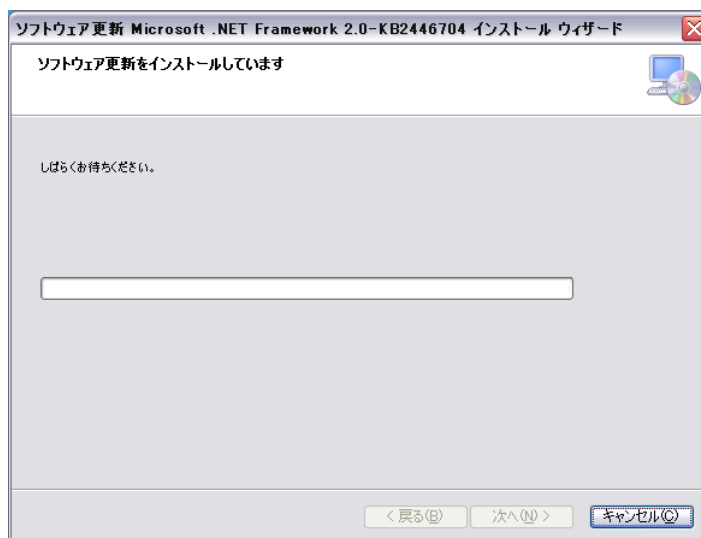 ソフトウェア更新 Microsoft .NET Framework 2.0-KB2446704 インストール ウィザード
ソフトウェア更新をインストールしています
しばらくお待ちください。
< 戻る(B)
次へ(N) >
キャンセル(C)